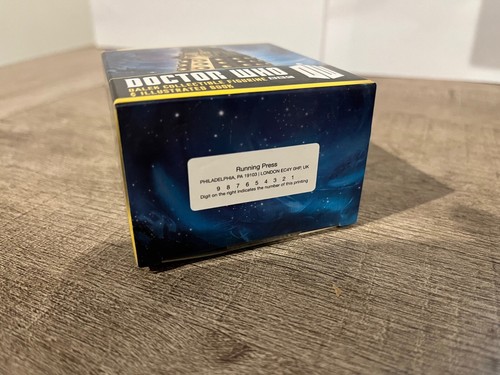 DOCTOR WHO
DALEK COLLECTIBLE FIGURINE
& ILLUSTRATED BOOK
Running Press
PHILADELPHIA, PA 19103 | LONDON EC4Y 0HP, UK
9 8 7 6 5 4 3 2 1
Digit on the right indicates the number of this printing